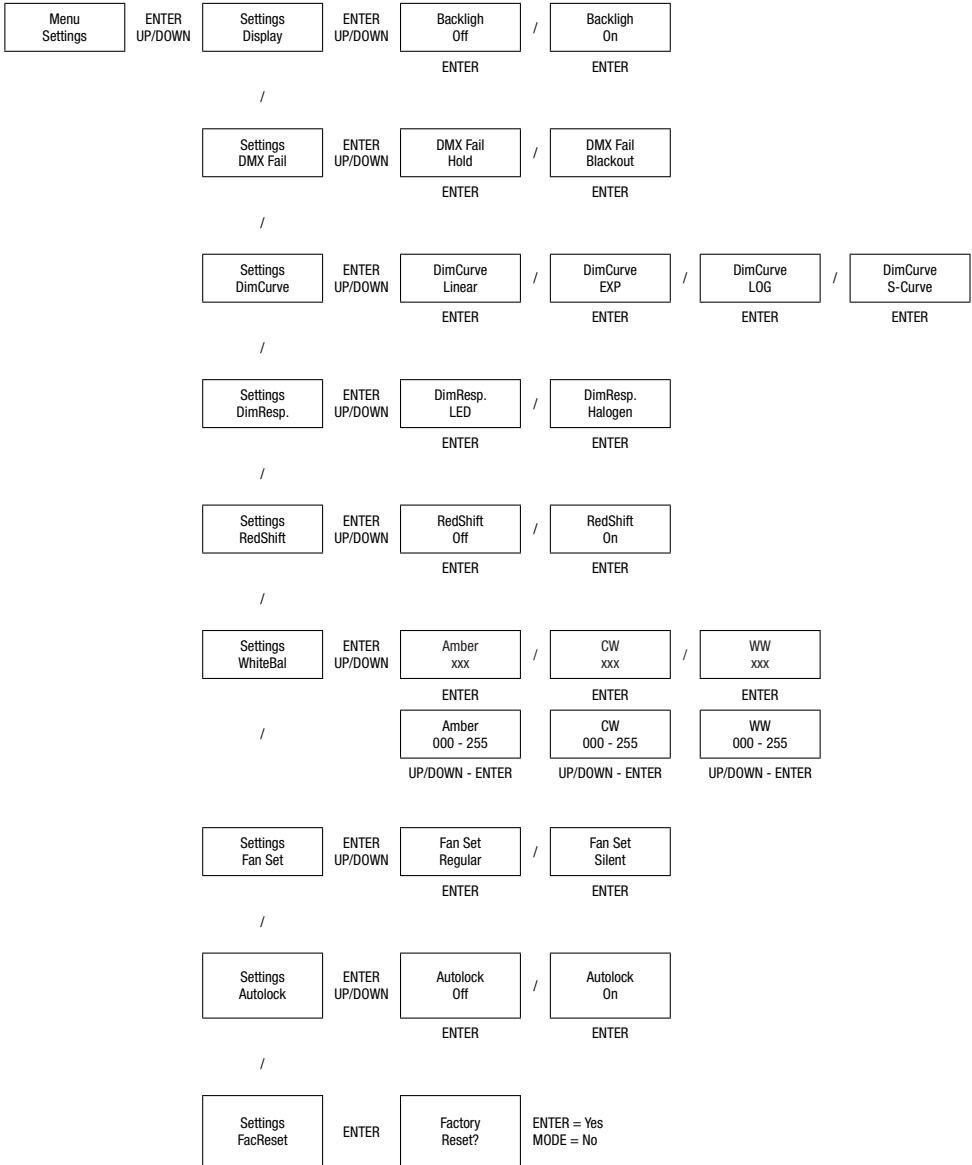 Menu
Settings
ENTER
UP/DOWN
Settings
Display
ENTER
UP/DOWN
Backligh
Off
/
Backligh
On
ENTER
ENTER
/
Settings
DMX Fail
ENTER
UP/DOWN
DMX Fail
Hold
/
DMX Fail
Blackout
ENTER
ENTER
/
Settings
DimCurve
ENTER
UP/DOWN
DimCurve
Linear
/
DimCurve
EXP
/
DimCurve
LOG
/
DimCurve
S-Curve
ENTER
ENTER
ENTER
ENTER
/
Settings
DimResp.
ENTER
UP/DOWN
DimResp.
LED
/
DimResp.
Halogen
ENTER
ENTER
/
Settings
RedShift
ENTER
UP/DOWN
RedShift
Off
/
RedShift
On
ENTER
ENTER
/
Settings
WhiteBal
ENTER
UP/DOWN
Amber
xxx
/
CW
xxx
/
WW
xxx
ENTER
ENTER
ENTER
/
Amber
000 - 255
CW
000 - 255
WW
000 - 255
UP/DOWN - ENTER
UP/DOWN - ENTER
UP/DOWN - ENTER
Settings
Fan Set
ENTER
UP/DOWN
Fan Set
Regular
/
Fan Set
Silent
ENTER
ENTER
/
Settings
Autolock
ENTER
UP/DOWN
Autolock
Off
/
Autolock
On
ENTER
ENTER
/
Settings
FacReset
ENTER
Factory
Reset?
ENTER = Yes
MODE = No